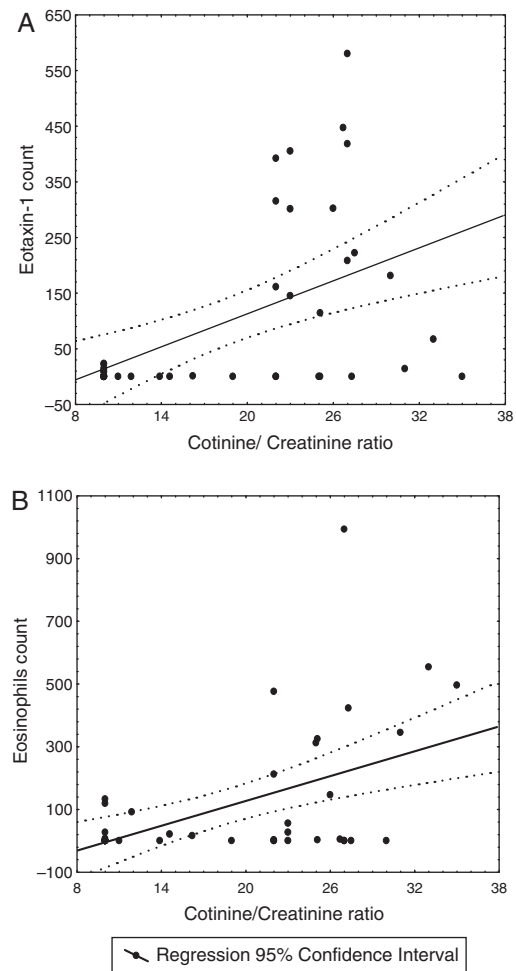 A
650
550
450
350
250
150
50
−50
Eotaxin-1 count
8 14 20 26 32 38
Cotinine/ Creatinine ratio
B
1100
900
700
500
300
100
−100
Eosinophils count
8 14 20 26 32 38
Cotinine/Creatinine ratio
Regression 95% Confidence Interval